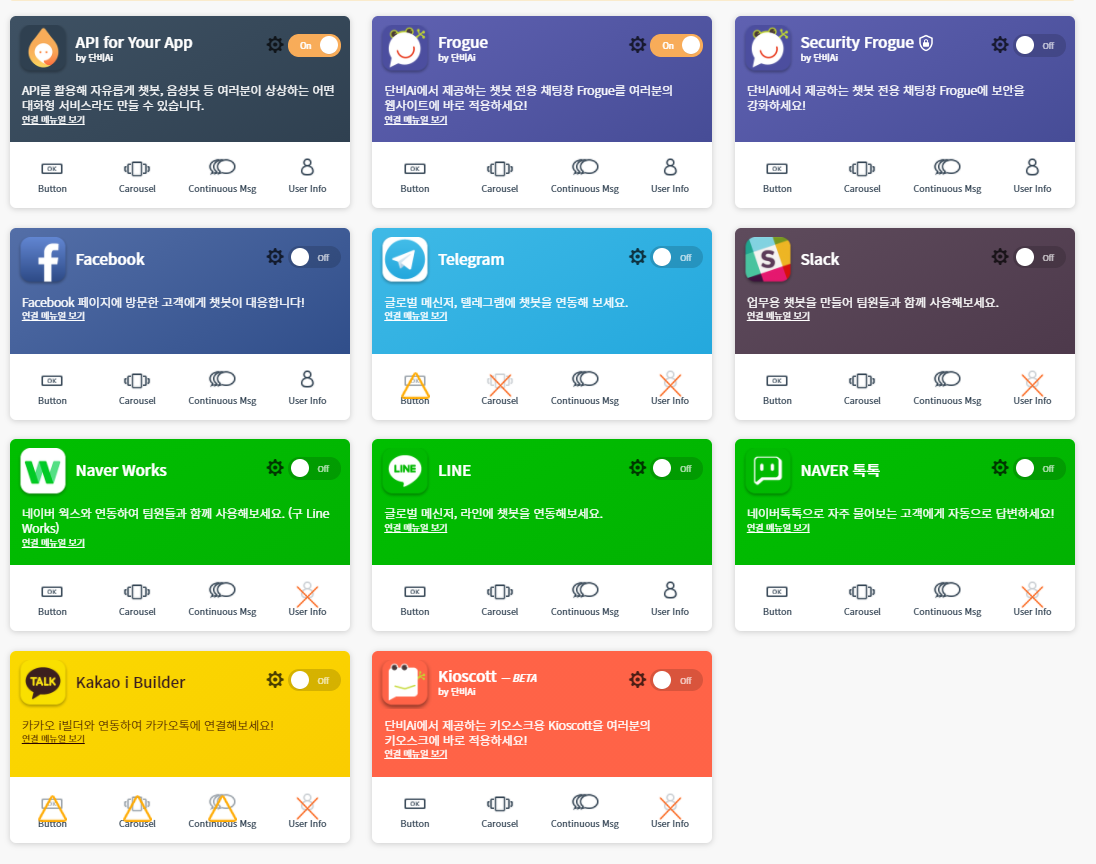 API for Your App
On
by 단비Ai
API를 활용해 자유롭게 챗봇, 음성봇 등 여러분이 상상하는 어떤
대화형 서비스라도 만들 수 있습니다.
연결 메뉴얼 보기
OK
Button
Carousel
Continuous Msg
User Info
Frogue
On
by 단비Ai
단비Ai에서 제공하는 챗봇 전용 채팅창 Frogue를 여러분의
웹사이트에 바로 적용하세요!
연결 메뉴얼 보기
OK
Button
Carousel
Continuous Msg
User Info
Security Frogue
Off
by 단비Ai
단비Ai에서 제공하는 챗봇 전용 채팅창 Frogue에 보안을
강화하세요!
OK
Button
Carousel
Continuous Msg
User Info
f
Facebook
Off
Facebook 페이지에 방문한 고객에게 챗봇이 대응합니다!
연결 메뉴얼 보기
OK
Button
Carousel
Continuous Msg
User Info
Telegram
Off
글로벌 메신저, 텔레그램에 챗봇을 연동해 보세요.
연결 메뉴얼 보기
OK
Button
Carousel
Continuous Msg
User Info
S
Slack
Off
업무용 챗봇을 만들어 팀원들과 함께 사용해보세요.
연결 메뉴얼 보기
OK
Button
Carousel
Continuous Msg
User Info
W
Naver Works
Off
네이버 웍스와 연동하여 팀원들과 함께 사용해보세요. (구 Line
Works)
연결 메뉴얼 보기
OK
Button
Carousel
Continuous Msg
User Info
LINE
LINE
Off
글로벌 메신저, 라인에 챗봇을 연동해보세요.
연결 메뉴얼 보기
OK
Button
Carousel
Continuous Msg
User Info
NAVER 톡톡
Off
네이버톡톡으로 자주 물어보는 고객에게 자동으로 답변하세요!
연결 메뉴얼 보기
OK
Button
Carousel
Continuous Msg
User Info
TALK
Kakao i Builder
Off
카카오 i빌더와 연동하여 카카오톡에 연결해보세요!
연결 메뉴얼 보기
OK
Button
Carousel
Continuous Msg
User Info
Kioscott — BETA
Off
by 단비Ai
단비Ai에서 제공하는 키오스크용 Kioscott을 여러분의
키오스크에 바로 적용하세요!
연결 메뉴얼 보기
OK
Button
Carousel
Continuous Msg
User Info